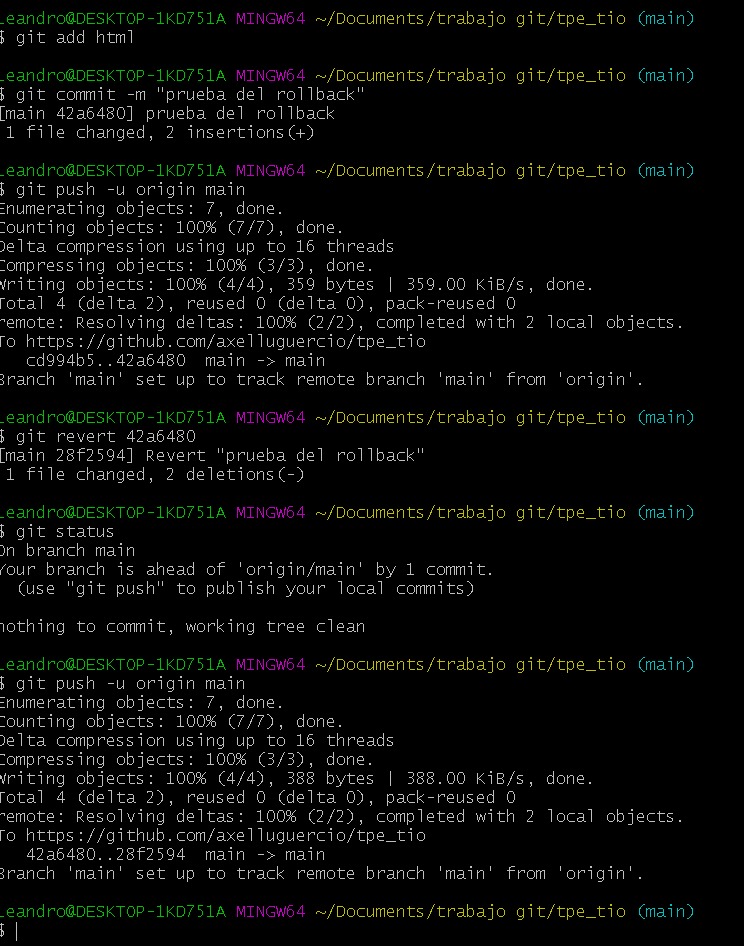 Leandro@DESKTOP-1KD751A MINGW64 ~/Documents/trabajo git/tpe_tio (main)
$ git add html
Leandro@DESKTOP-1KD751A MINGW64 ~/Documents/trabajo git/tpe_tio (main)
$ git commit -m "prueba del rollback"
[main 42a6480] prueba del rollback
1 file changed, 2 insertions(+)
Leandro@DESKTOP-1KD751A MINGW64 ~/Documents/trabajo git/tpe_tio (main)
$ git push -u origin main
Enumerating objects: 7, done.
Counting objects: 100% (7/7), done.
Delta compression using up to 16 threads
Compressing objects: 100% (3/3), done.
Writing objects: 100% (4/4), 359 bytes | 359.00 KiB/s, done.
Total 4 (delta 2), reused 0 (delta 0), pack-reused 0
remote: Resolving deltas: 100% (2/2), completed with 2 local objects.
To https://github.com/axelluguercio/tpe_tio
cd994b5..42a6480  main -> main
Branch 'main' set up to track remote branch 'main' from 'origin'.
Leandro@DESKTOP-1KD751A MINGW64 ~/Documents/trabajo git/tpe_tio (main)
$ git revert 42a6480
[main 28f2594] Revert "prueba del rollback"
1 file changed, 2 deletions(-)
Leandro@DESKTOP-1KD751A MINGW64 ~/Documents/trabajo git/tpe_tio (main)
$ git status
On branch main
Your branch is ahead of 'origin/main' by 1 commit.
(use "git push" to publish your local commits)
nothing to commit, working tree clean
Leandro@DESKTOP-1KD751A MINGW64 ~/Documents/trabajo git/tpe_tio (main)
$ git push -u origin main
Enumerating objects: 7, done.
Counting objects: 100% (7/7), done.
Delta compression using up to 16 threads
Compressing objects: 100% (3/3), done.
Writing objects: 100% (4/4), 388 bytes | 388.00 KiB/s, done.
Total 4 (delta 2), reused 0 (delta 0), pack-reused 0
remote: Resolving deltas: 100% (2/2), completed with 2 local objects.
To https://github.com/axelluguercio/tpe_tio
42a6480..28f2594  main -> main
Branch 'main' set up to track remote branch 'main' from 'origin'.
Leandro@DESKTOP-1KD751A MINGW64 ~/Documents/trabajo git/tpe_tio (main)
$